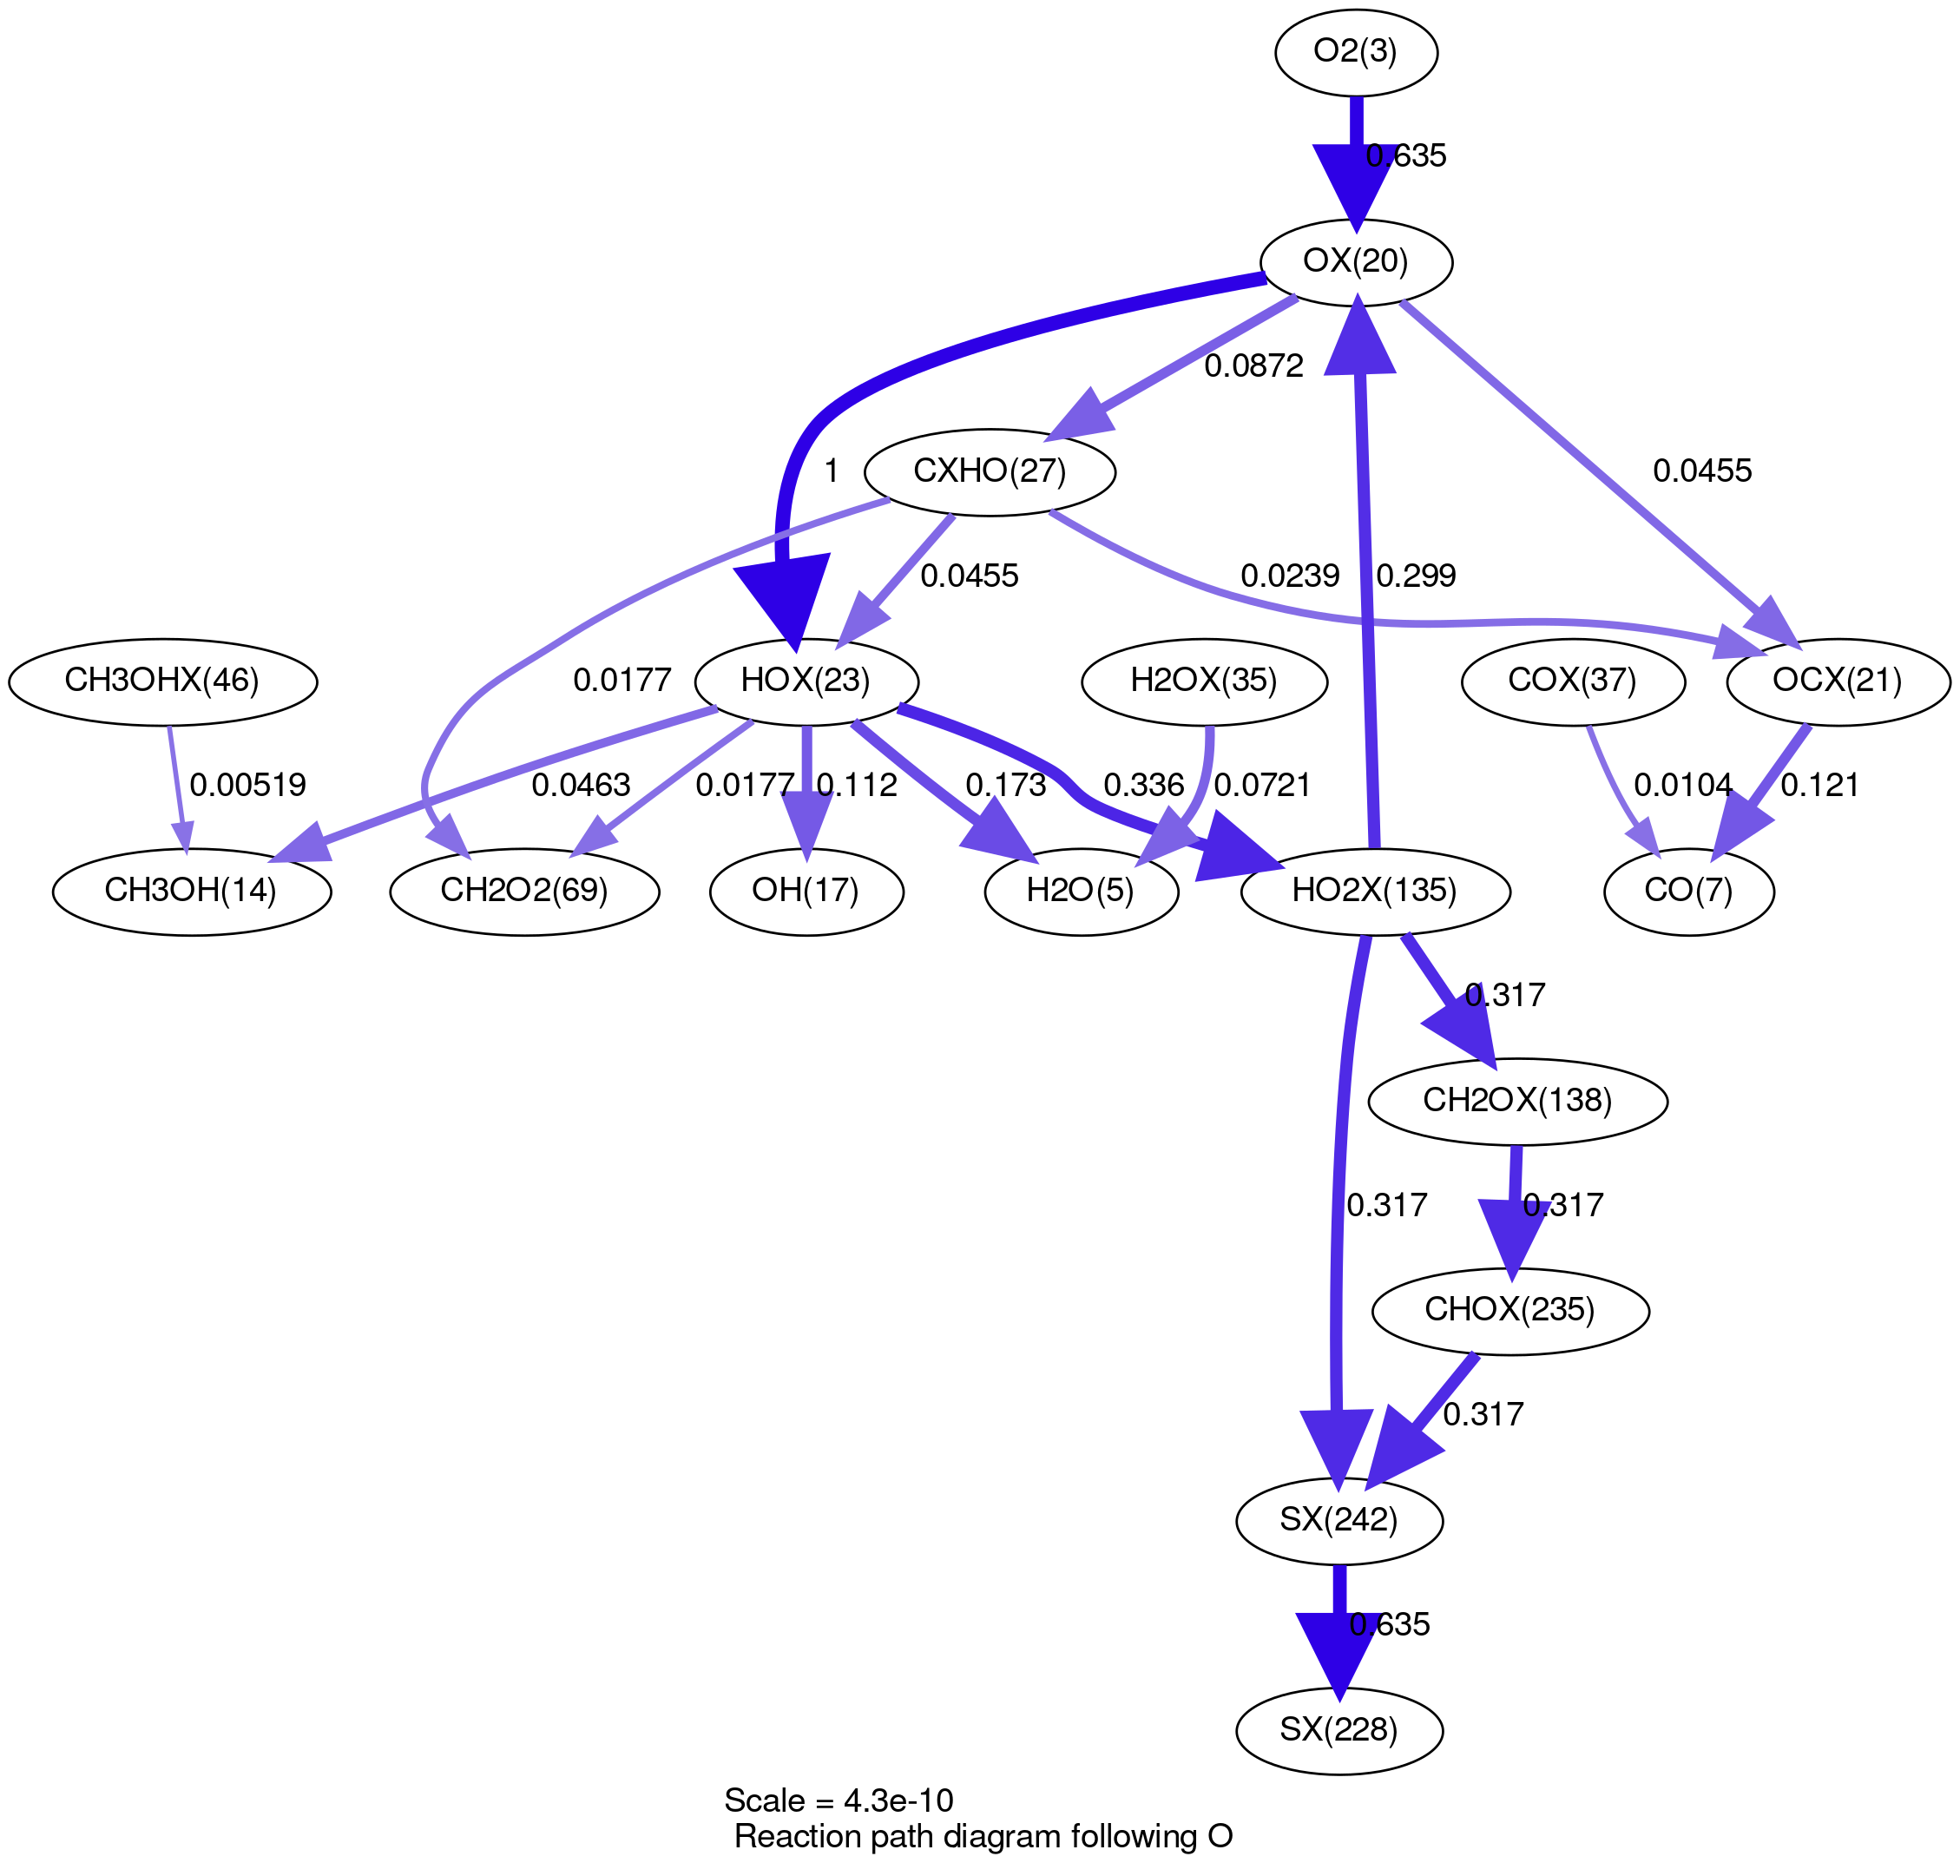 O2(3)
0.635
OX(20)
0.0872
CXHO(27)
1
0.0455
0.0455
0.0239
0.299
CH3OHX(46)
0.0177
HOX(23)
H2OX(35)
COX(37)
OCX(21)
0.00519
0.0463
0.0177
0.112
0.173
0.336
0.0721
0.0104
0.121
CH3OH(14)
CH2O2(69)
OH(17)
H2O(5)
HO2X(135)
CO(7)
0.317
CH2OX(138)
0.317
0.317
CHOX(235)
0.317
SX(242)
0.635
SX(228)
Scale = 4.3e-10
Reaction path diagram following O